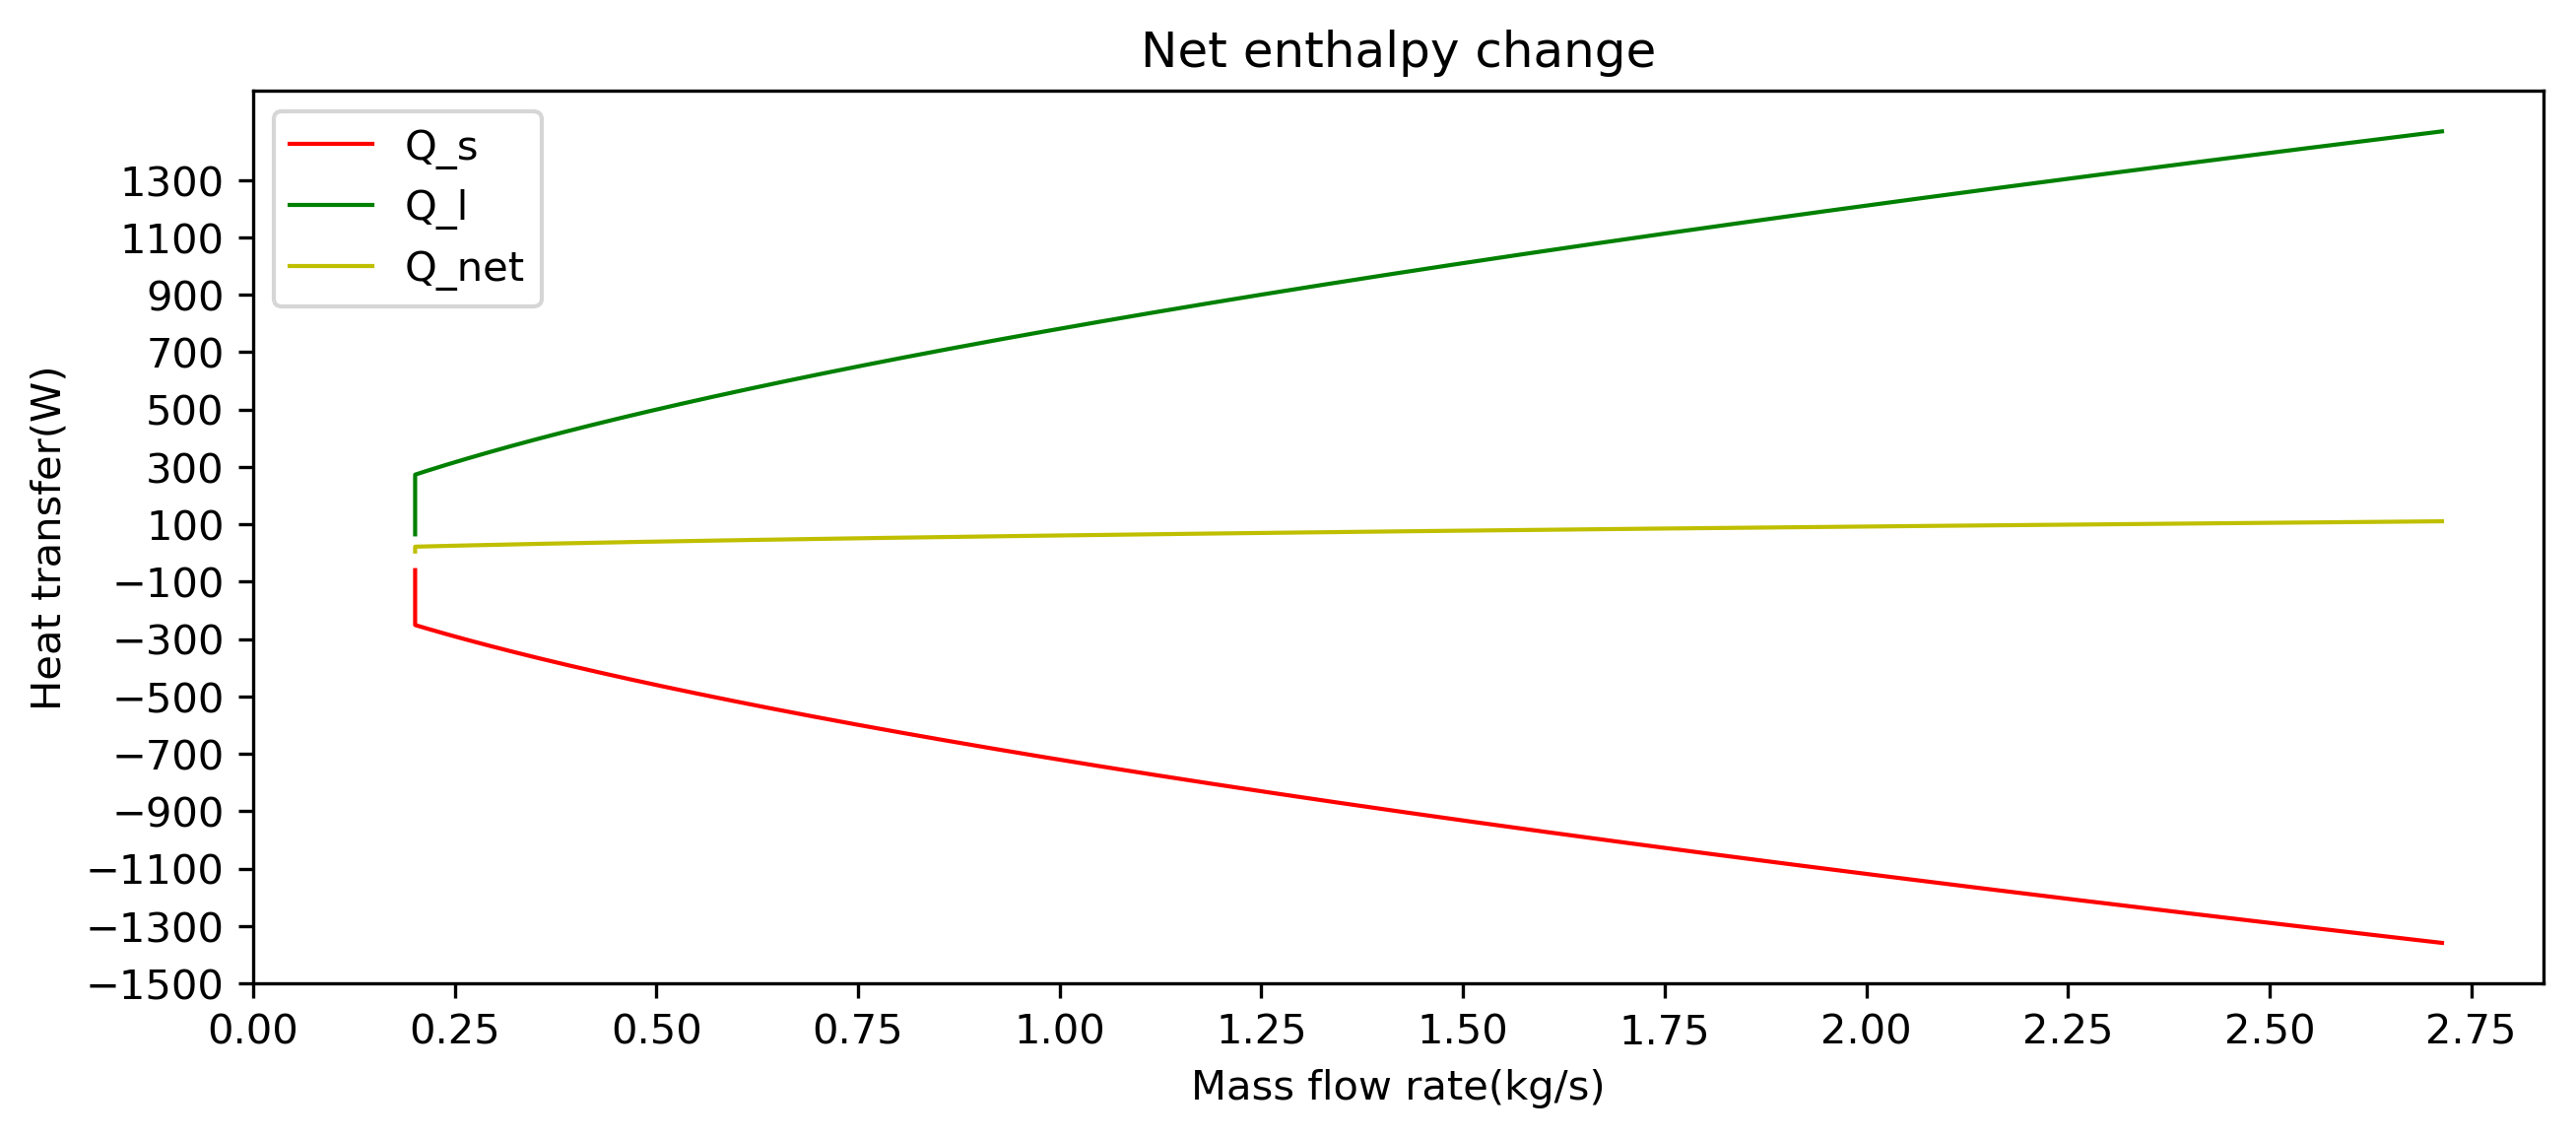 Net enthalpy change
Q_s
Q_l
Q_net
Heat transfer(W)
1300
1100
900
700
500
300
100
−100
−300
−500
−700
−900
−1100
−1300
−1500
0.00 0.25 0.50 0.75 1.00 1.25 1.50 1.75 2.00 2.25 2.50 2.75
Mass flow rate(kg/s)